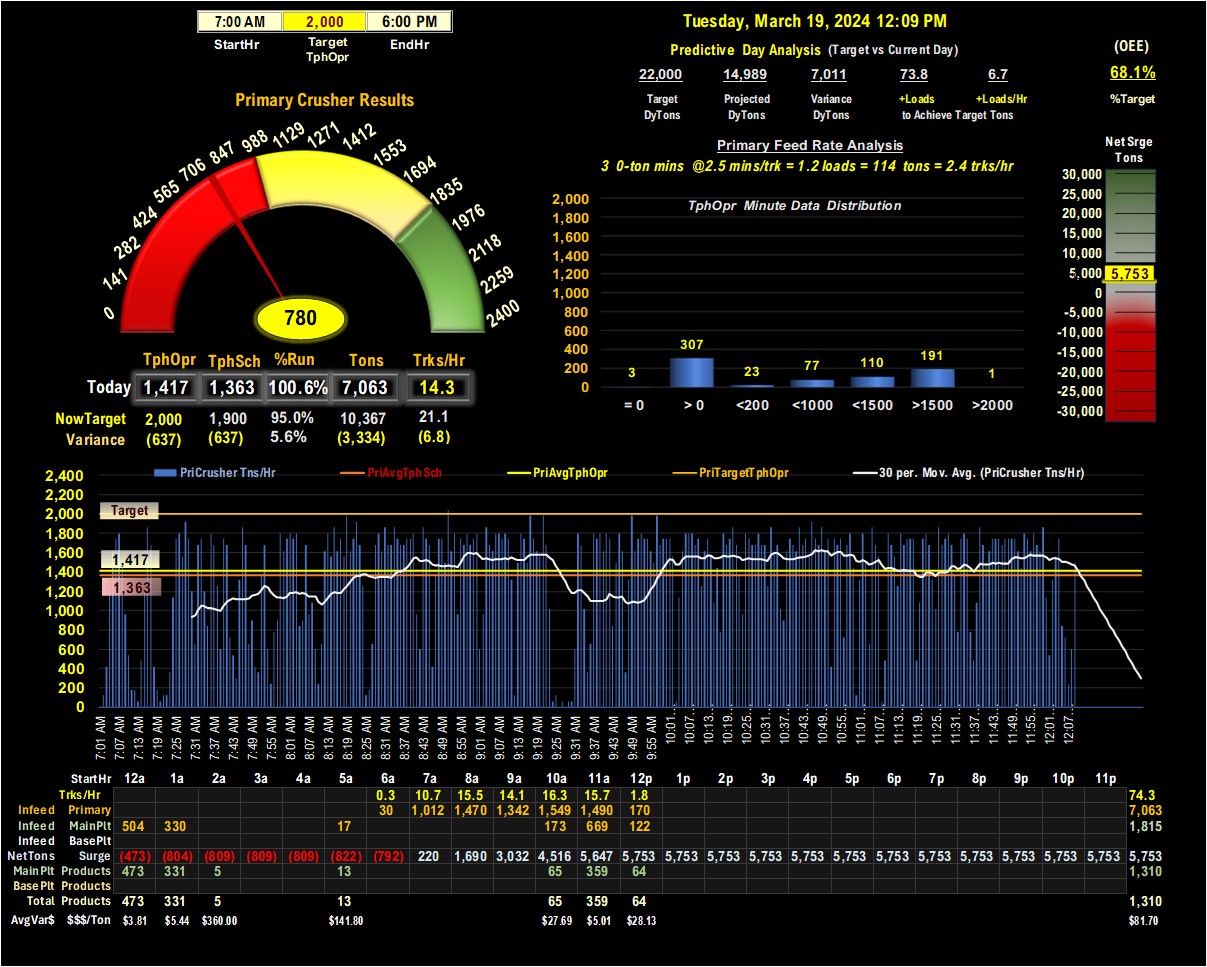 7:00 AM 2,000 6:00 PM
StartHr Target TphOpr EndHr
Tuesday, March 19, 2024 12:09 PM
Predictive Day Analysis (Target vs Current Day)
22,000 14,989 7,011 73.8 6.7
Target DyTons Projected DyTons Variance DyTons +Loads +Loads/Hr
to Achieve Target Tons
(OEE)
68.1%
%Target
Primary Crusher Results
0 141 282 424 565 706 847 988 1129 1271 1412 1553 1694 1835 1976 2118 2259 2400
780
TphOpr TphSch %Run Tons Trks/Hr
Today 1,417 1,363 100.6% 7,063 14.3
NowTarget 2,000 1,900 95.0% 10,367 21.1
Variance (637) (637) 5.6% (3,334) (6.8)
Primary Feed Rate Analysis
3 0-ton mins @2.5 mins/trk = 1.2 loads = 114 tons = 2.4 trks/hr
TphOpr Minute Data Distribution
2,000
1,800
1,600
1,400
1,200
1,000
800
600
400
200
0
3 307 23 77 110 191 1
= 0 > 0 <200 <1000 <1500 >1500 >2000
Net Srge
Tons
30,000
25,000
20,000
15,000
10,000
5,000 5,753
0
-5,000
-10,000
-15,000
-20,000
-25,000
-30,000
PriCrusher Tns/Hr PriAvgTphSch PriAvgTphOpr PriTargetTphOpr 30 per. Mov. Avg. (PriCrusher Tns/Hr)
2,400
2,200
2,000
1,800
1,600
1,400
1,200
1,000
800
600
400
200
0
Target
1,417
1,363
7:01 AM 7:07 AM 7:13 AM 7:19 AM 7:25 AM 7:31 AM 7:37 AM 7:43 AM 7:49 AM 7:55 AM 8:01 AM 8:07 AM 8:13 AM 8:19 AM 8:25 AM 8:31 AM 8:37 AM 8:43 AM 8:49 AM 8:55 AM 9:01 AM 9:07 AM 9:13 AM 9:19 AM 9:25 AM 9:31 AM 9:37 AM 9:43 AM 9:49 AM 9:55 AM 10:01... 10:07... 10:13... 10:19... 10:25... 10:31... 10:37... 10:43... 10:49... 10:55... 11:01... 11:07... 11:13... 11:19... 11:25... 11:31... 11:37... 11:43... 11:49... 11:55... 12:01... 12:07...
StartHr 12a 1a 2a 3a 4a 5a 6a 7a 8a 9a 10a 11a 12p 1p 2p 3p 4p 5p 6p 7p 8p 9p 10p 11p
Trks/Hr 0.3 10.7 15.5 14.1 16.3 15.7 1.8 74.3
Infeed Primary 30 1,012 1,470 1,342 1,549 1,490 170 7,063
Infeed MainPlt 504 330 17 173 669 122 1,815
Infeed BasePlt
NetTons Surge (473) (804) (809) (809) (809) (822) (792) 220 1,690 3,032 4,516 5,647 5,753 5,753 5,753 5,753 5,753 5,753 5,753 5,753 5,753 5,753 5,753 5,753 5,753
MainPlt Products 473 331 5 13 65 359 64 1,310
BasePlt Products
Total Products 473 331 5 13 65 359 64 1,310
AvgVar$ $$$/Ton $3.81 $5.44 $360.00 $141.80 $27.69 $5.01 $28.13 $81.70